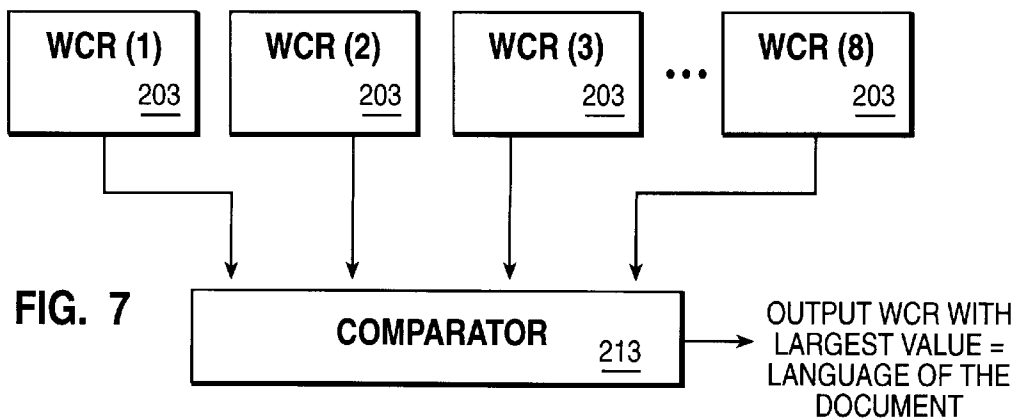 WCR (1)
203
WCR (2)
203
WCR (3)
203
•••
WCR (8)
203
FIG. 7
COMPARATOR
213
OUTPUT WCR WITH
LARGEST VALUE =
LANGUAGE OF THE
DOCUMENT